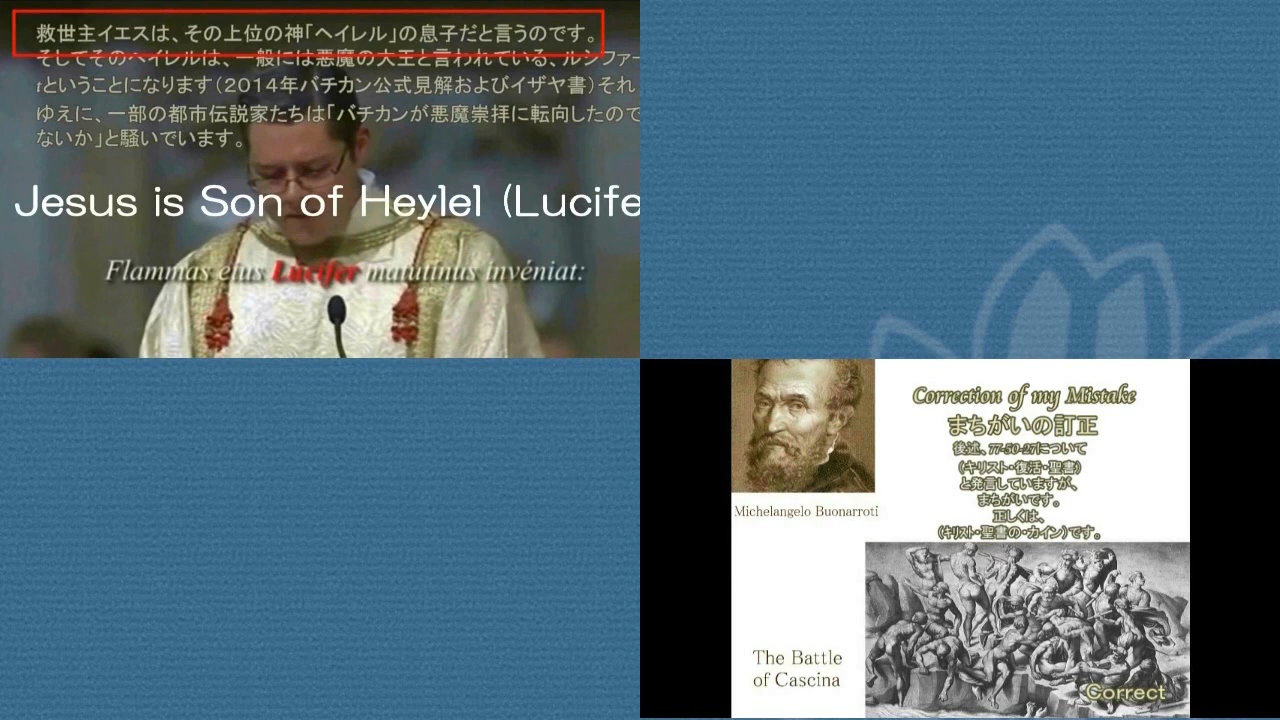 救世主イエスは、その上位の神「ヘイレル」の息子だと言うのです。
そしてそのヘイレルは、一般には悪魔の大王と言われている、ルシファー
ということになります（2014年バチカン公式見解およびイザヤ書）それ
ゆえに、一部の都市伝説家たちは「バチカンが悪魔崇拝に転向したので
ないか」と騒いでいます。
Jesus is Son of Heylel (Lucife
Flammas eius Lucifer matutinus invéniat:
Correction of my Mistake
まちがいの訂正
後述、77-50-27について
（キリスト・復活・聖書）
と発言していますが、
まちがいです。
正しくは、
（キリスト・聖書の・カイン）です。
Michelangelo Buonarroti
The Battle
of Cascina
Correct